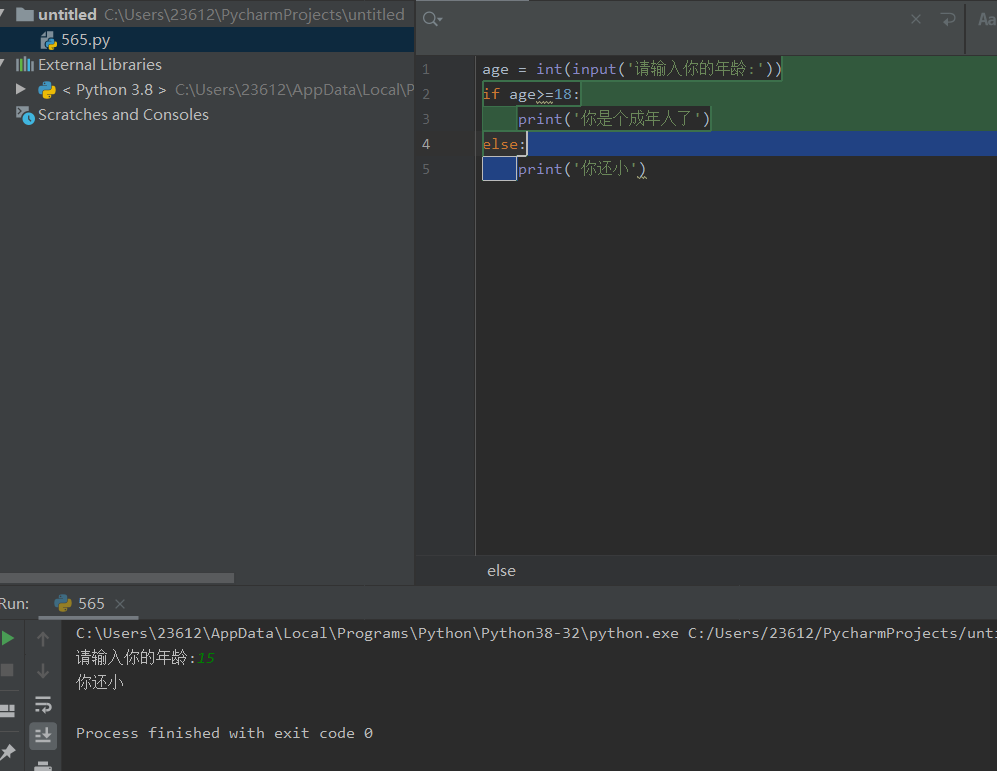 untitled C:\Users\23612\PycharmProjects\untitled
565.py
External Libraries
< Python 3.8 > C:\Users\23612\AppData\Local\P
Scratches and Consoles
Aa
1 age = int(input('请输入你的年龄:'))
2 if age>=18:
3 print('你是个成年人了')
4 else:
5 print('你还小')
else
Run: 565
C:\Users\23612\AppData\Local\Programs\Python\Python38-32\python.exe C:/Users/23612/PycharmProjects/unti
请输入你的年龄:15
你还小
Process finished with exit code 0